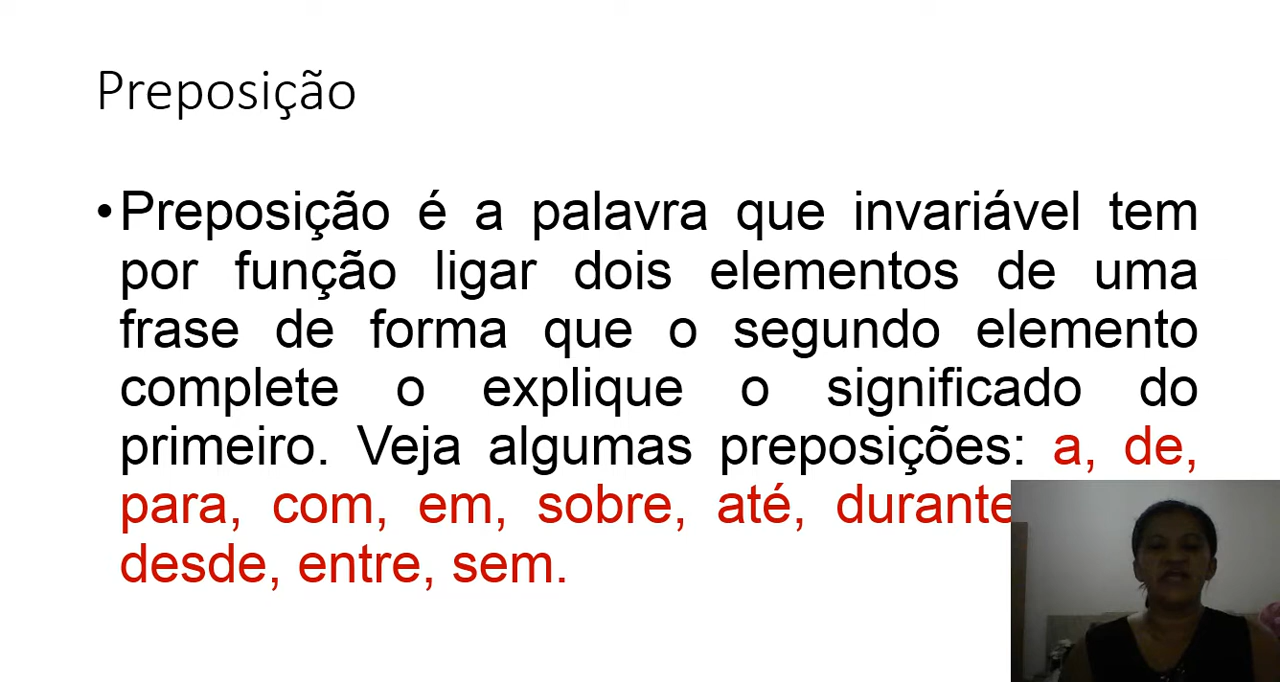 Preposição
•Preposição é a palavra que invariável tem
por função ligar dois elementos de uma
frase de forma que o segundo elemento
complete o explique o significado do
primeiro. Veja algumas preposições: a, de,
para, com, em, sobre, até, durante
desde, entre, sem.